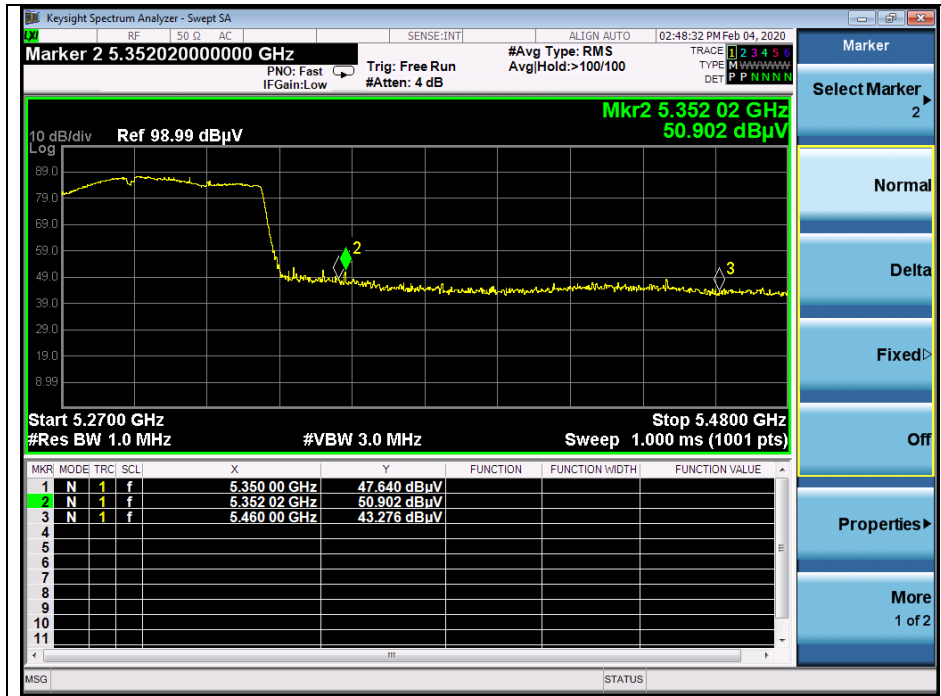 Keysight Spectrum Analyzer - Swept SA
LXI RF 50 Ω AC SENSE:INT ALIGN AUTO 02:48:32 PM Feb 04, 2020
Marker 2 5.352020000000 GHz
PNO: Fast
IFGain:Low
Trig: Free Run
#Atten: 4 dB
#Avg Type: RMS
Avg|Hold:>100/100
TRACE 1 2 3 4 5 6
TYPE M W W W W W
DET P P N N N N
Mkr2 5.352 02 GHz
50.902 dBµV
10 dB/div Ref 98.99 dBµV
Log
89.0
79.0
69.0
59.0
49.0
39.0
29.0
19.0
8.99
2
3
Start 5.2700 GHz Stop 5.4800 GHz
#Res BW 1.0 MHz #VBW 3.0 MHz Sweep 1.000 ms (1001 pts)
MKR MODE TRC SCL X Y FUNCTION FUNCTION WIDTH FUNCTION VALUE
1 N 1 f 5.350 00 GHz 47.640 dBµV
2 N 1 f 5.352 02 GHz 50.902 dBµV
3 N 1 f 5.460 00 GHz 43.276 dBµV
4
5
6
7
8
9
10
11
MSG STATUS
Marker
Select Marker
2
Normal
Delta
Fixed
Off
Properties
More
1 of 2